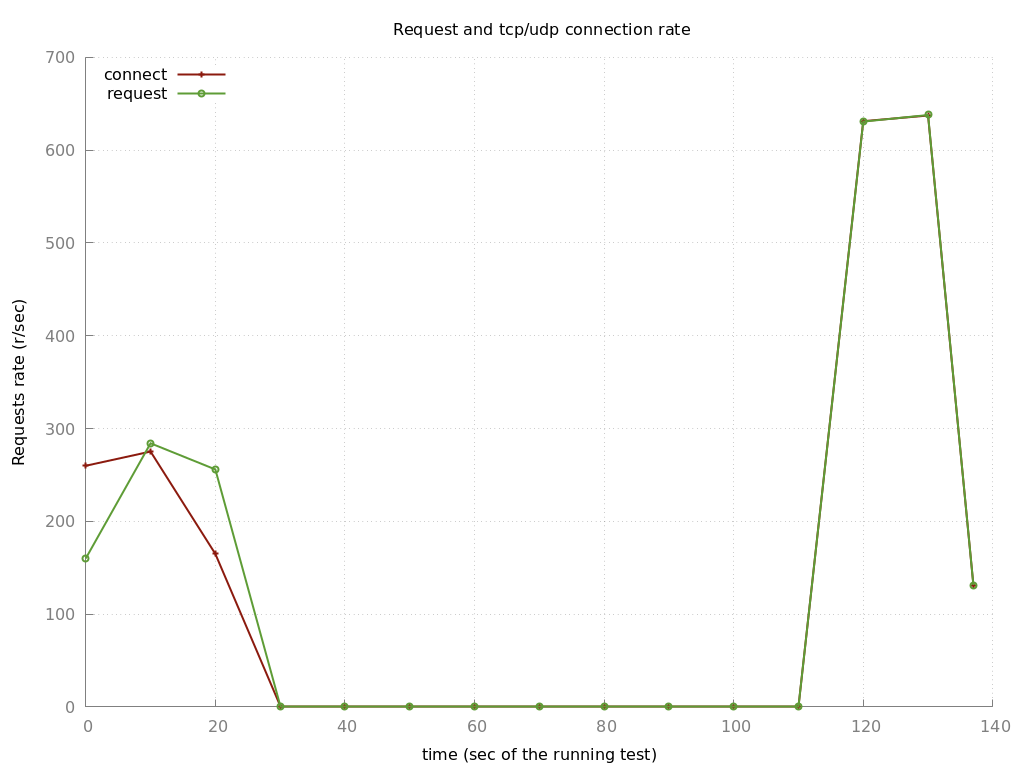 Request and tcp/udp connection rate
700
600
500
400
300
200
100
0
connect
request
Requests rate (r/sec)
0 20 40 60 80 100 120 140
time (sec of the running test)